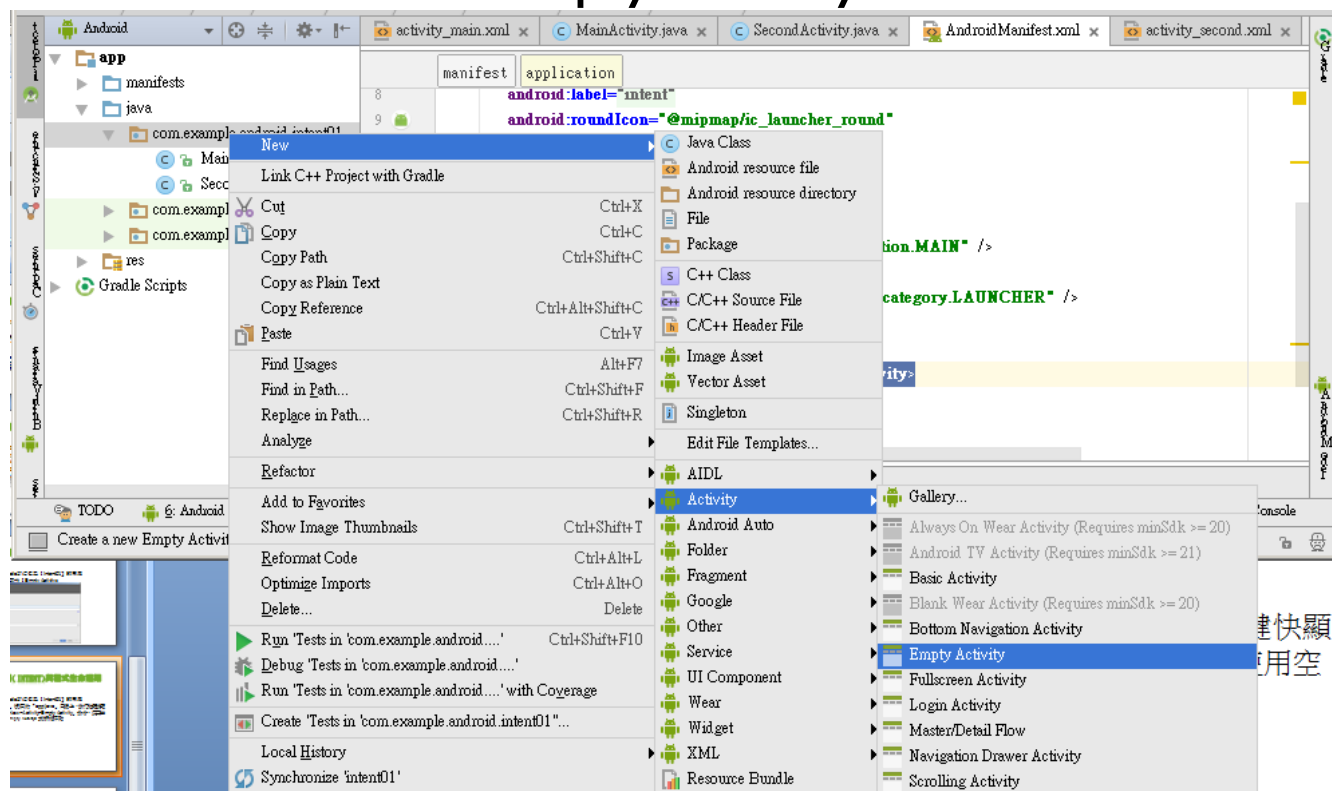 Android
activity_main.xml
MainActivity.java
SecondActivity.java
AndroidManifest.xml
activity_second.xml
app
manifests
java
com.example.android.intent01
Main
Seco
com.exampl
com.exampl
res
Gradle Scripts
manifest
application
8
android:label="intent"
9
android:roundIcon="@mipmap/ic_launcher_round"
tion.MAIN" />
category.LAUNCHER" />
vity>
New
Link C++ Project with Gradle
Cut Ctrl+X
Copy Ctrl+C
Copy Path Ctrl+Shift+C
Copy as Plain Text
Copy Reference Ctrl+Alt+Shift+C
Paste Ctrl+V
Find Usages Alt+F7
Find in Path... Ctrl+Shift+F
Replace in Path... Ctrl+Shift+R
Analyze
Refactor
Add to Favorites
Show Image Thumbnails Ctrl+Shift+T
Reformat Code Ctrl+Alt+L
Optimize Imports Ctrl+Alt+O
Delete... Delete
Run 'Tests in 'com.example.android....' Ctrl+Shift+F10
Debug 'Tests in 'com.example.android....'
Run 'Tests in 'com.example.android....' with Coverage
Create 'Tests in 'com.example.android.intent01''...
Local History
Synchronize 'intent01'
Java Class
Android resource file
Android resource directory
File
Package
C++ Class
C/C++ Source File
C/C++ Header File
Image Asset
Vector Asset
Singleton
Edit File Templates...
AIDL
Activity
Android Auto
Folder
Fragment
Google
Other
Service
UI Component
Wear
Widget
XML
Resource Bundle
Gallery...
Always On Wear Activity (Requires minSdk >= 20)
Android TV Activity (Requires minSdk >= 21)
Basic Activity
Blank Wear Activity (Requires minSdk >= 20)
Bottom Navigation Activity
Empty Activity
Fullscreen Activity
Login Activity
Master/Detail Flow
Navigation Drawer Activity
Scrolling Activity
TODO
6: Android
Console
Create a new Empty Activit
快顯
用空